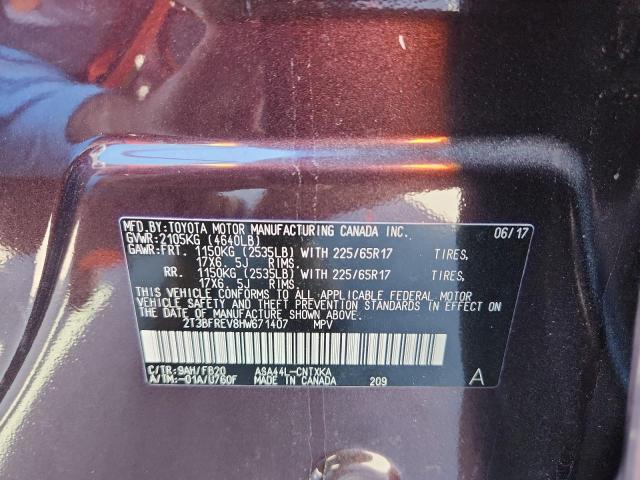 MFD.BY:TOYOTA MOTOR MANUFACTURING CANADA INC. 06/17
GVWR:2105KG (4640LB)
GAWR:FRT. 1150KG (2535LB) WITH 225/65R17 TIRES,
17X6. 5J RIMS
RR. 1150KG (2535LB) WITH 225/65R17 TIRES,
17X6. 5J RIMS
THIS VEHICLE CONFORMS TO ALL APPLICABLE FEDERAL MOTOR
VEHICLE SAFETY AND THEFT PREVENTION STANDARDS IN EFFECT ON
THE DATE OF MANUFACTURE SHOWN ABOVE.
2T3BFREV8HW671407 MPV
C/TR:9AH/FB20 ASA44L-CNTXKA
A/TM:-01A/U760F MADE IN CANADA 209 A